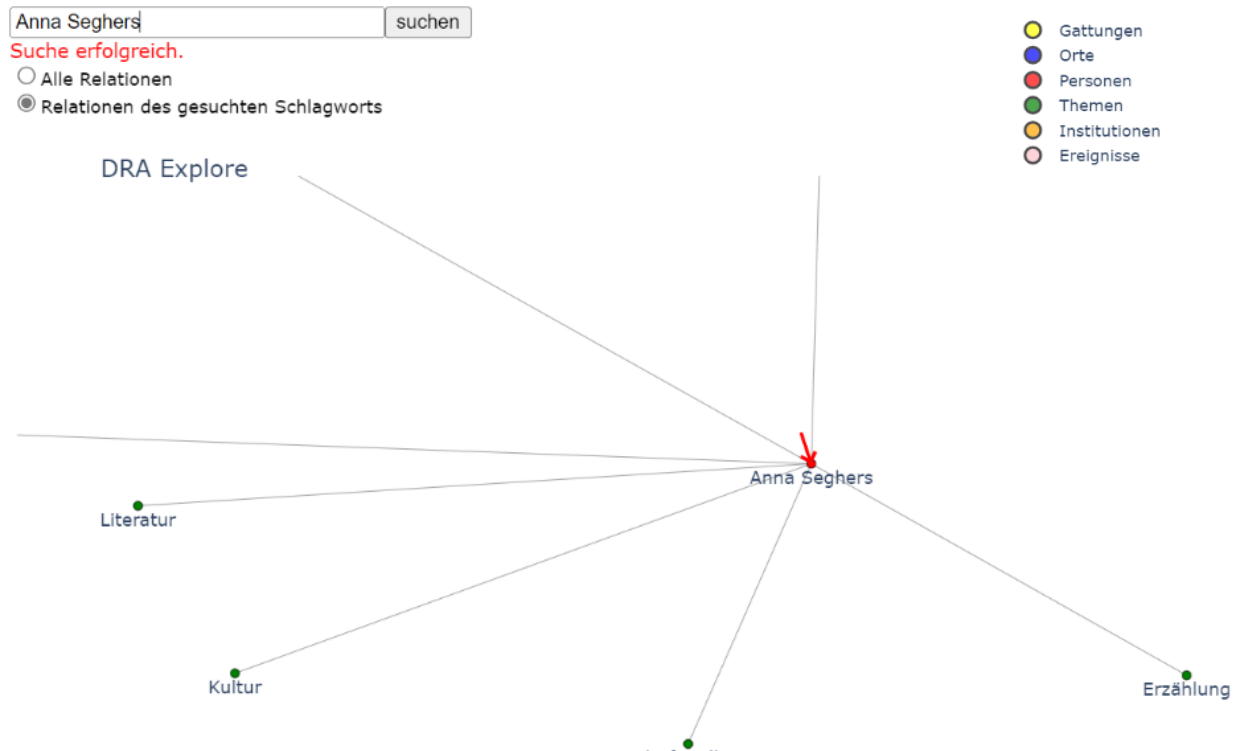 Anna Seghers
suchen
Suche erfolgreich.
Alle Relationen
Relationen des gesuchten Schlagworts
Gattungen
Orte
Personen
Themen
Institutionen
Ereignisse
DRA Explore
Anna Seghers
Literatur
Kultur
Erzählung